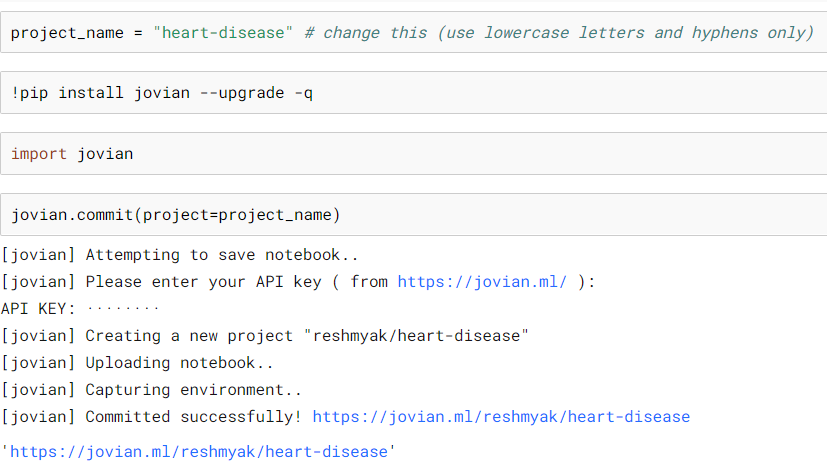 project_name = "heart-disease" # change this (use lowercase letters and hyphens only)
!pip install jovian --upgrade -q
import jovian
jovian.commit(project=project_name)
[jovian] Attempting to save notebook..
[jovian] Please enter your API key ( from https://jovian.ml/ ):
API KEY: ········
[jovian] Creating a new project "reshmyak/heart-disease"
[jovian] Uploading notebook..
[jovian] Capturing environment..
[jovian] Committed successfully! https://jovian.ml/reshmyak/heart-disease
'https://jovian.ml/reshmyak/heart-disease'